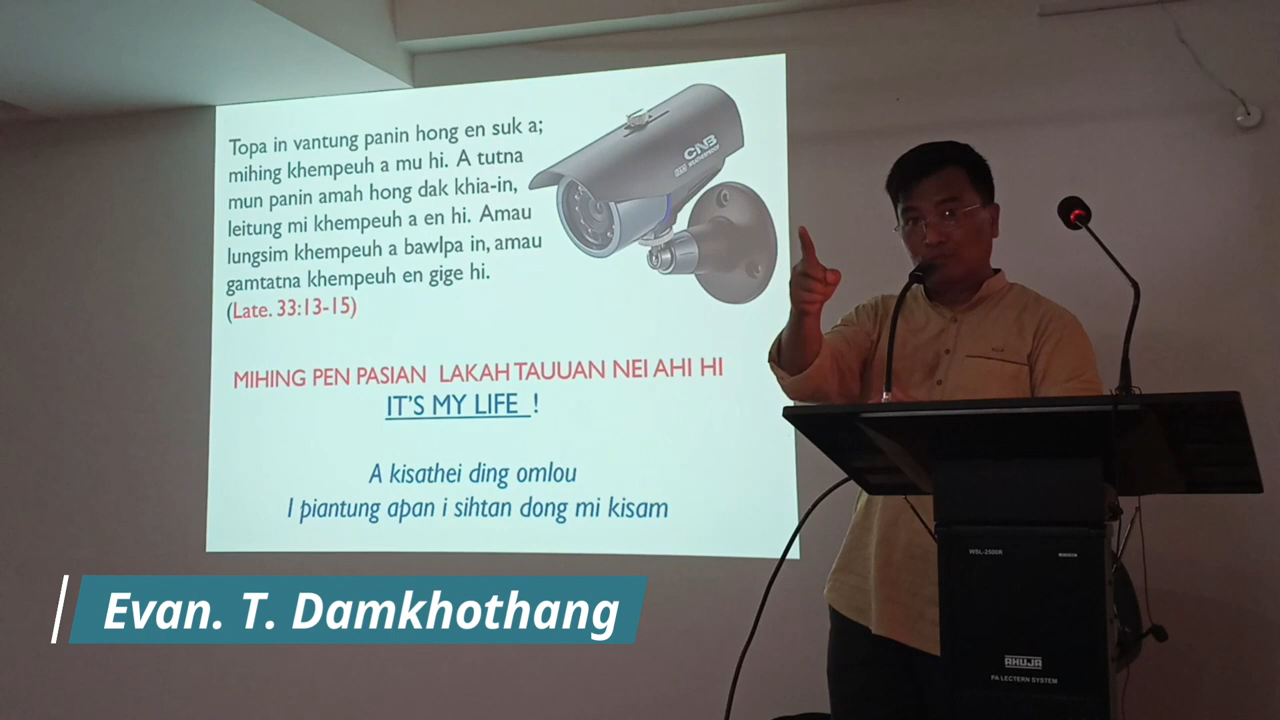 Topa in vantung panin hong en suk a;
mihing khempeuh a mu hi. A tutna
mun panin amah hong dak khia-in,
leitung mi khempeuh a en hi. Amau
lungsim khempeuh a bawlpa in, amau
gamtatna khempeuh en gige hi.
(Late. 33:13-15)
CNB
WEATHERPROOF
MIHING PEN PASIAN LAKAH TAUUAN NEI AHI HI
IT'S MY LIFE !
A kisathei ding omlou
I piantung apan i sihtan dong mi kisam
Evan. T. Damkhothang
WSL-2500R
AHUJA
PA LECTERN SYSTEM